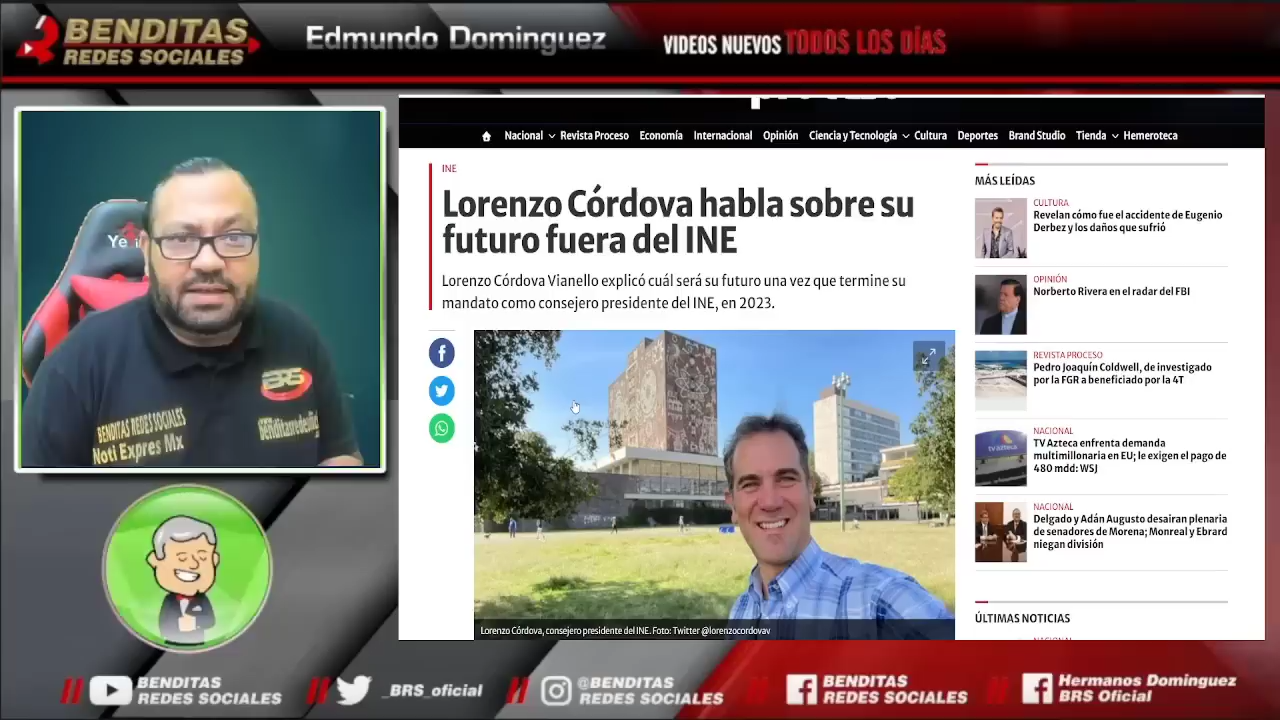 BENDITAS
REDES SOCIALES
Edmundo Dominguez
VIDEOS NUEVOS TODOS LOS DÍAS
Nacional
Revista Proceso
Economía
Internacional
Opinión
Ciencia y Tecnología
Cultura
Deportes
Brand Studio
Tienda
Hemeroteca
INE
Lorenzo Córdova habla sobre su
futuro fuera del INE
Lorenzo Córdova Vianello explicó cuál será su futuro una vez que termine su
mandato como consejero presidente del INE, en 2023.
Lorenzo Córdova, consejero presidente del INE. Foto: Twitter @lorenzocordovav
MÁS LEÍDAS
CULTURA
Revelan cómo fue el accidente de Eugenio
Derbez y los daños que sufrió
OPINIÓN
Norberto Rivera en el radar del FBI
REVISTA PROCESO
Pedro Joaquín Coldwell, de investigado
por la FGR a beneficiado por la 4T
NACIONAL
TV Azteca enfrenta demanda
multimillonaria en EU; le exigen el pago de
480 mdd: WSJ
NACIONAL
Delgado y Adán Augusto desairan plenaria
de senadores de Morena; Monreal y Ebrard
niegan división
ÚLTIMAS NOTICIAS
BRS
BENDITAS REDES SOCIALES
Noti Expres Mx
BENDITAS
REDES SOCIALES
_BRS_oficial
@BENDITAS
REDES SOCIALES
BENDITAS
REDES SOCIALES
Hermanos Dominguez
BRS Oficial